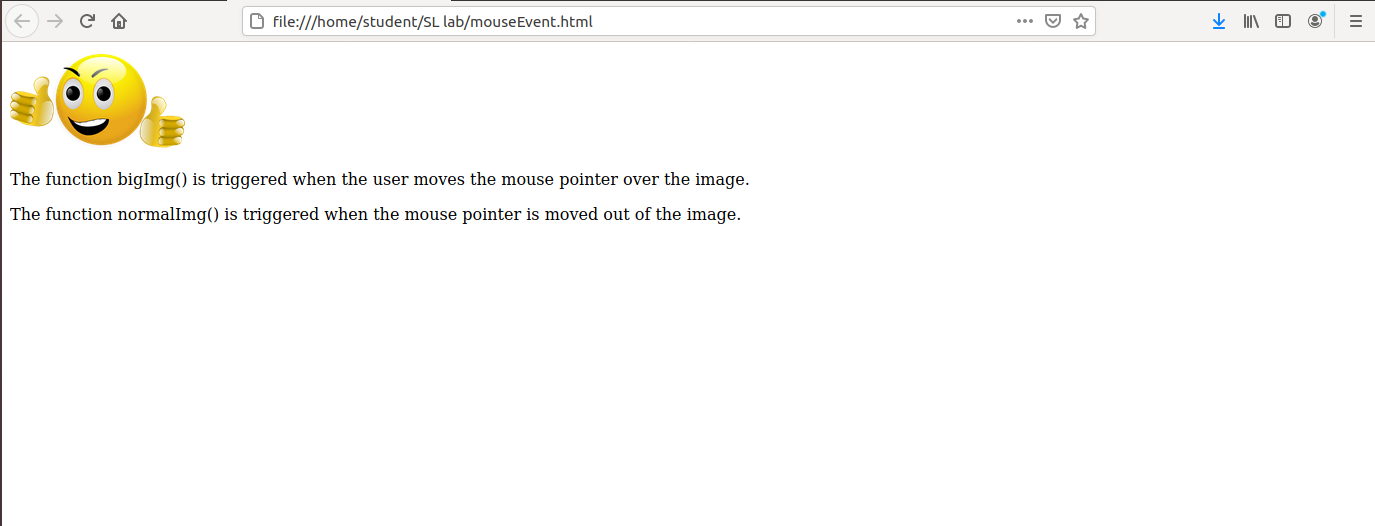 file:///home/student/SL lab/mouseEvent.html
The function bigImg() is triggered when the user moves the mouse pointer over the image.
The function normalImg() is triggered when the mouse pointer is moved out of the image.